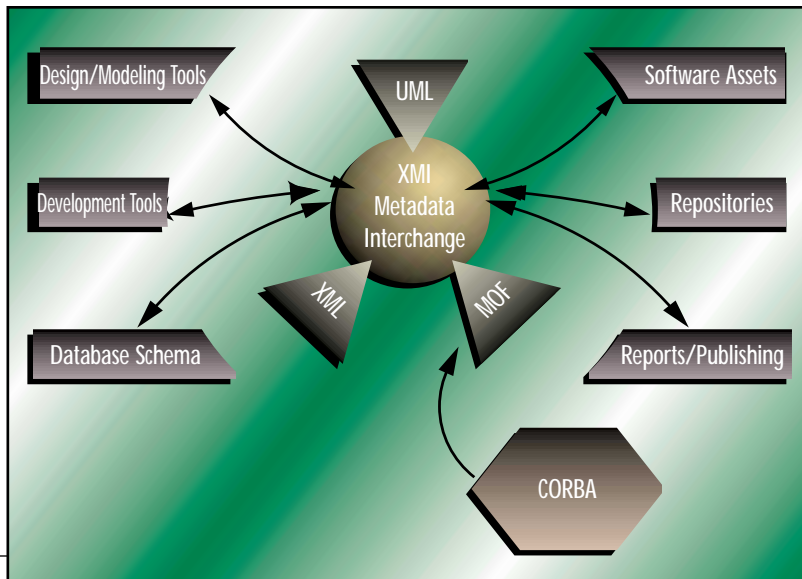 Design/Modeling Tools
UML
Software Assets
XMI
Metadata
Interchange
Development Tools
Repositories
XML
MOF
Database Schema
Reports/Publishing
CORBA